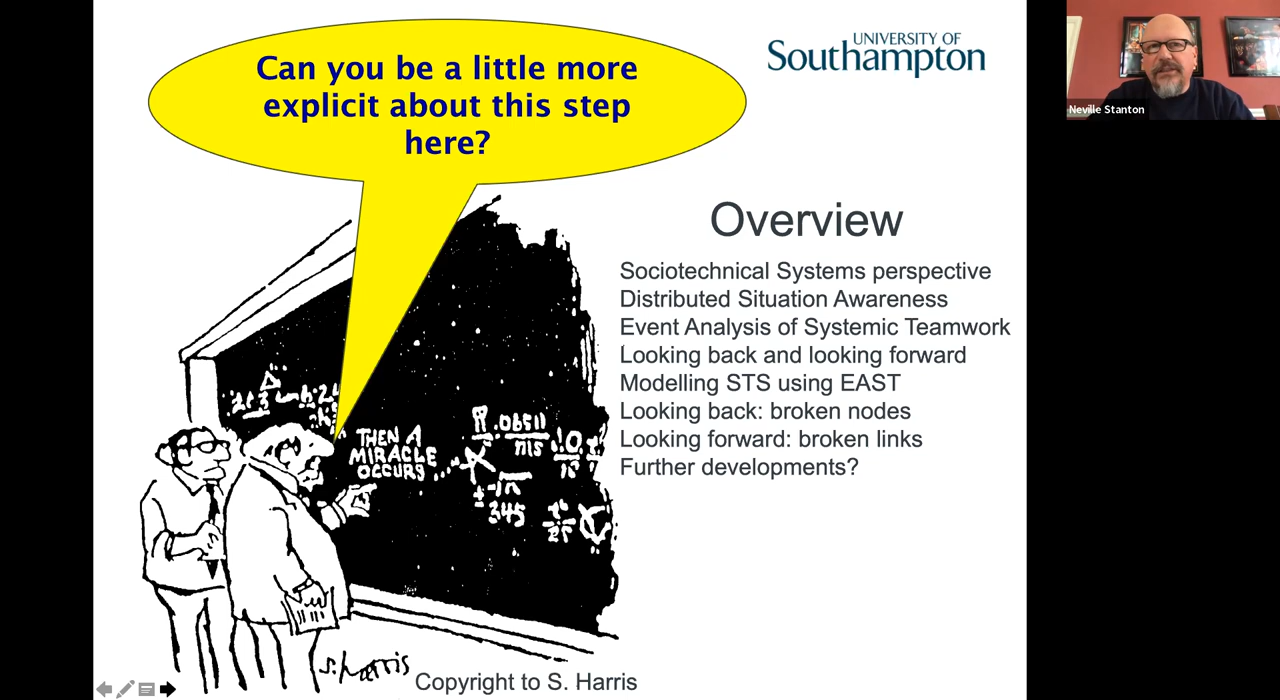 Can you be a little more
explicit about this step
here?
UNIVERSITY OF
Southampton
Neville Stanton
Overview
Sociotechnical Systems perspective
Distributed Situation Awareness
Event Analysis of Systemic Teamwork
Looking back and looking forward
Modelling STS using EAST
Looking back: broken nodes
Looking forward: broken links
Further developments?
THEN A
MIRACLE
OCCURS...
S. Harris
Copyright to S. Harris